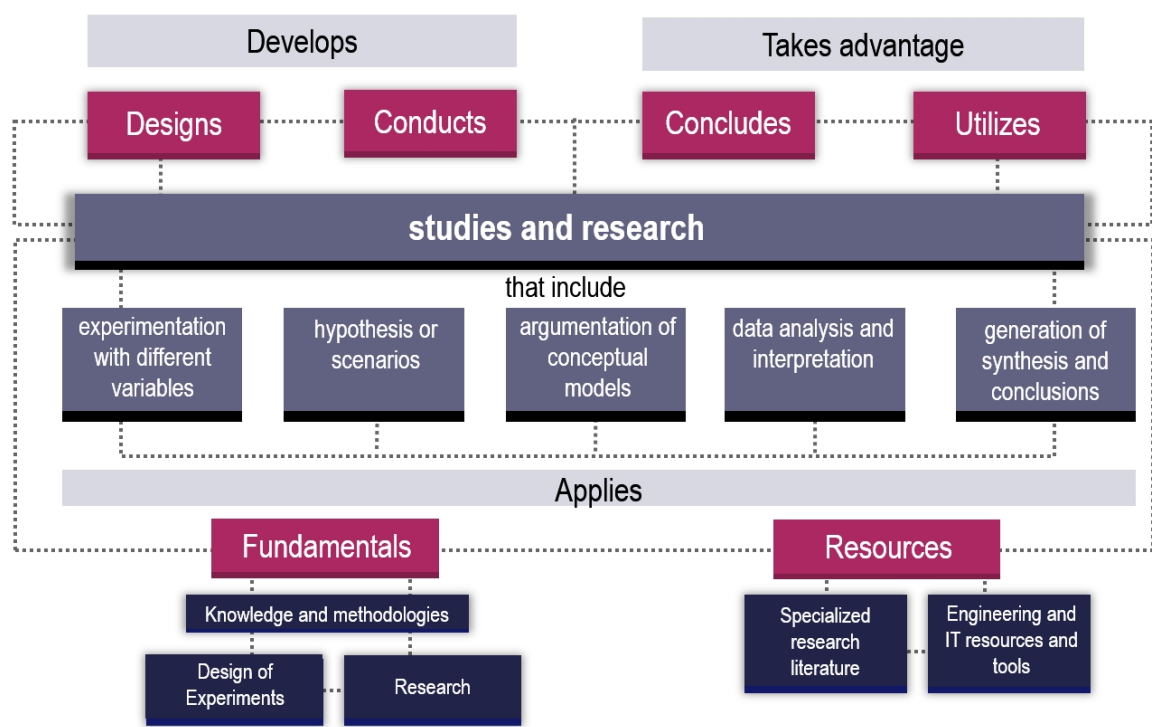 Develops
Takes advantage
Designs
Conducts
Concludes
Utilizes
studies and research
that include
experimentation
with different
variables
hypothesis or
scenarios
argumentation of
conceptual
models
data analysis and
interpretation
generation of
synthesis and
conclusions
Applies
Fundamentals
Resources
Knowledge and methodologies
Design of
Experiments
Research
Specialized
research
literature
Engineering and
IT resources and
tools